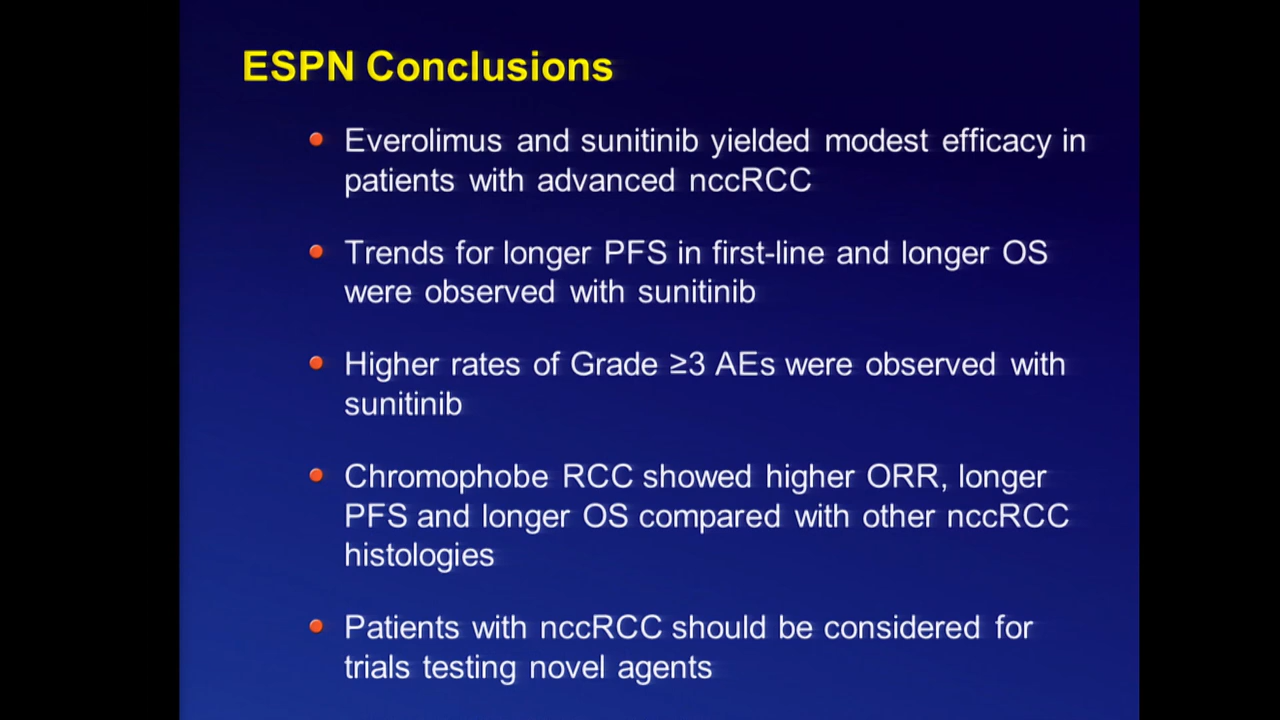 ESPN Conclusions
• Everolimus and sunitinib yielded modest efficacy in
patients with advanced nccRCC
• Trends for longer PFS in first-line and longer OS
were observed with sunitinib
• Higher rates of Grade ≥3 AEs were observed with
sunitinib
• Chromophobe RCC showed higher ORR, longer
PFS and longer OS compared with other nccRCC
histologies
• Patients with nccRCC should be considered for
trials testing novel agents